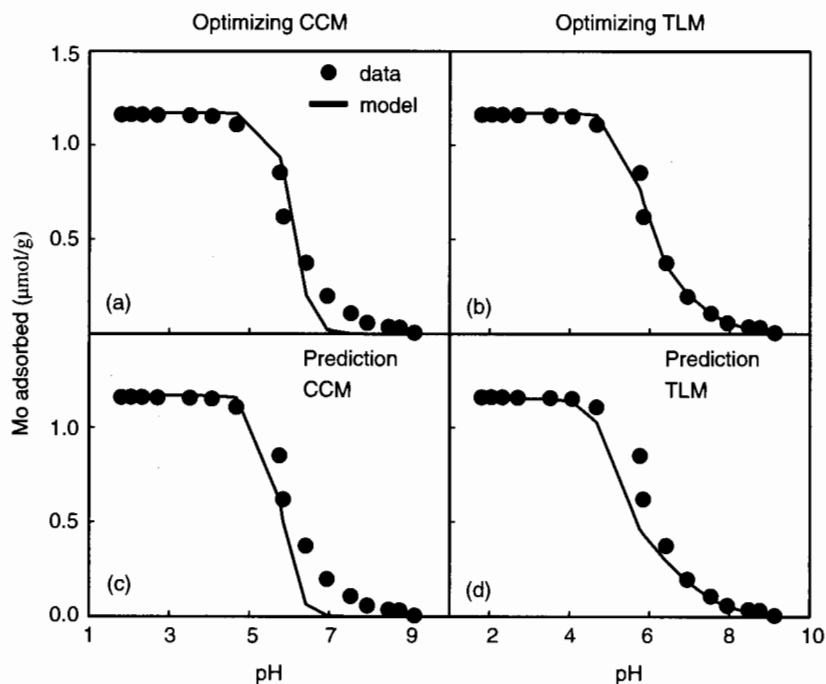 Optimizing CCM
Optimizing TLM
1.5
1.0
0.5
data
model
(a)
(b)
Mo adsorbed (μmol/g)
1.0
0.5
0.0
Prediction
CCM
(c)
Prediction
TLM
(d)
1 3 5 7 9
2 4 6 8 10
pH
pH